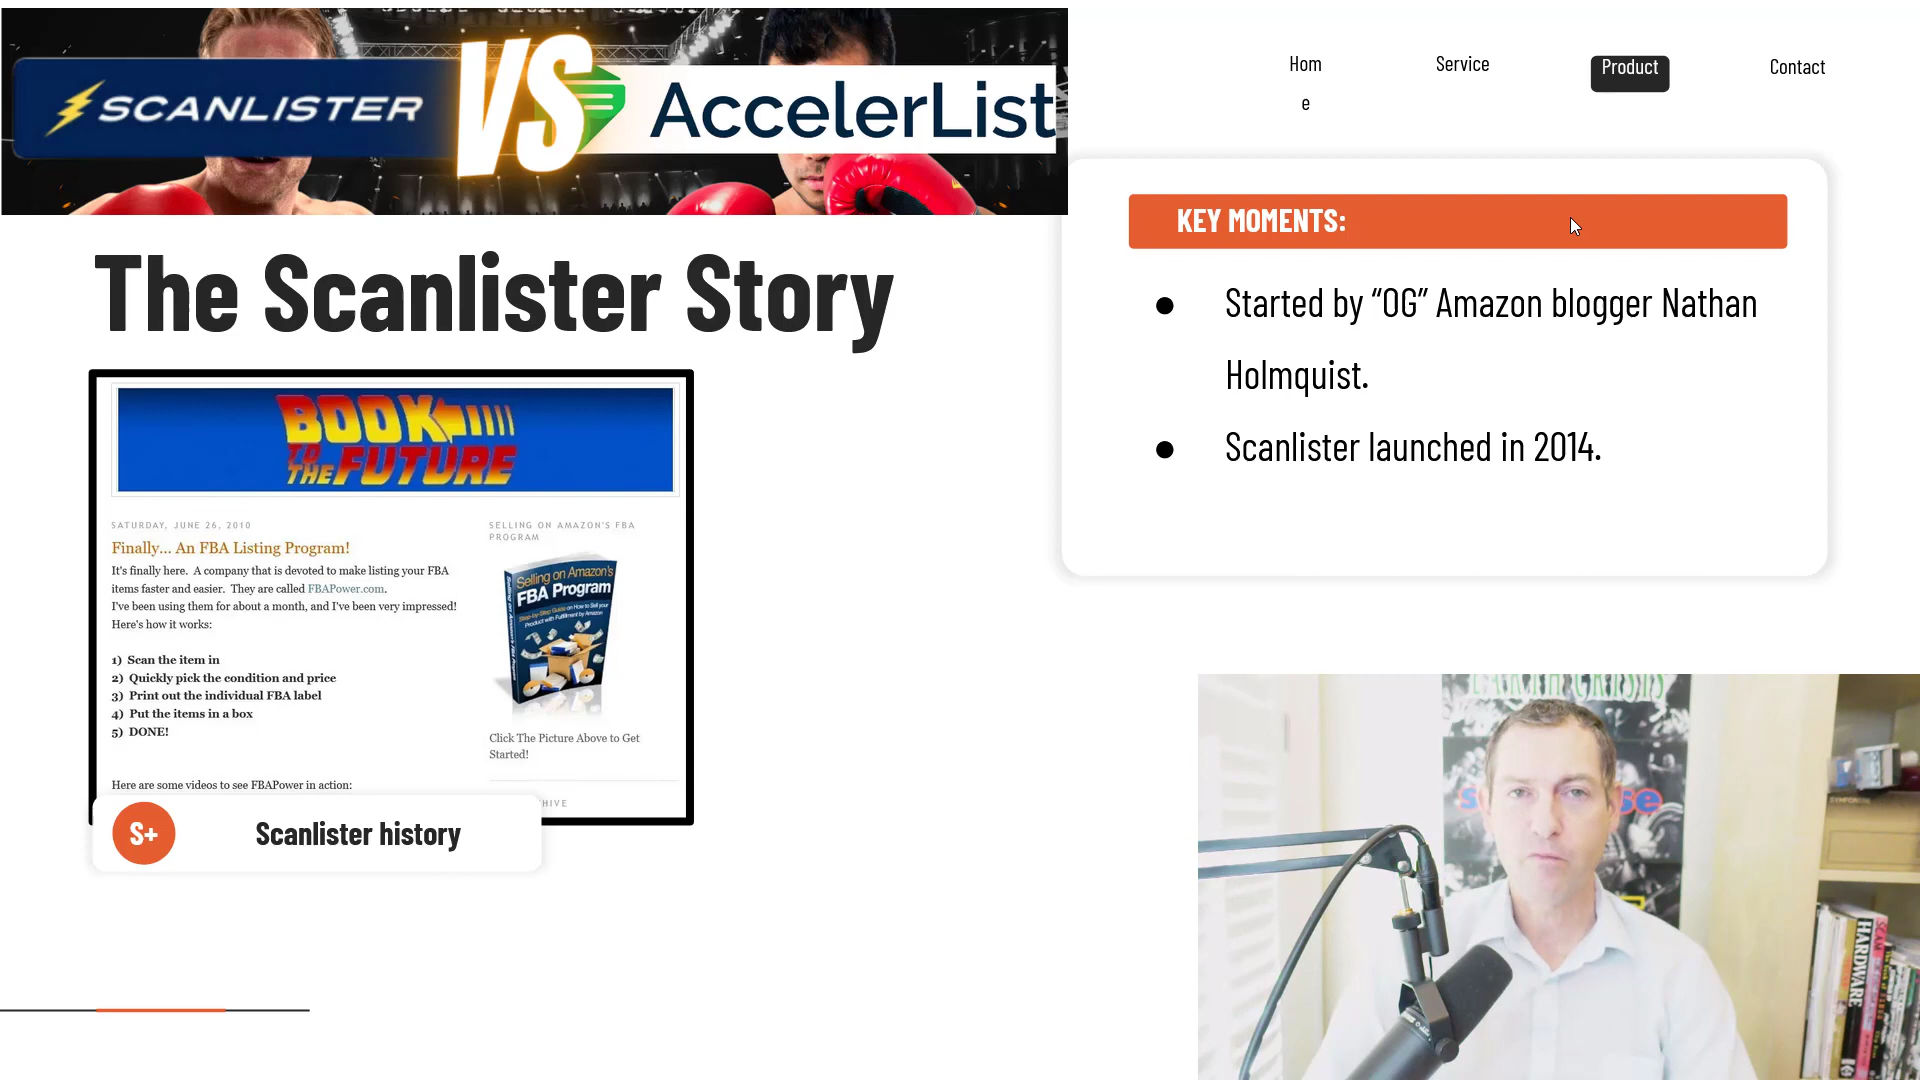 SCANLISTER VS AccelerList
Home
Service
Product
Contact
The Scanlister Story
KEY MOMENTS:
● Started by “OG” Amazon blogger Nathan
Holmquist.
● Scanlister launched in 2014.
BOOK
TO
THE FUTURE
SATURDAY, JUNE 26, 2010
Finally... An FBA Listing Program!
It's finally here. A company that is devoted to make listing your FBA
items faster and easier. They are called FBAPower.com.
I've been using them for about a month, and I've been very impressed!
Here's how it works:
1) Scan the item in
2) Quickly pick the condition and price
3) Print out the individual FBA label
4) Put the items in a box
5) DONE!
Here are some videos to see FBAPower in action:
SELLING ON AMAZON'S FBA
PROGRAM
Selling on Amazon's
FBA Program
Click The Picture Above to Get
Started!
HIVE
S+
Scanlister history
EARTH CRISIS
HARDWARE
SCAM